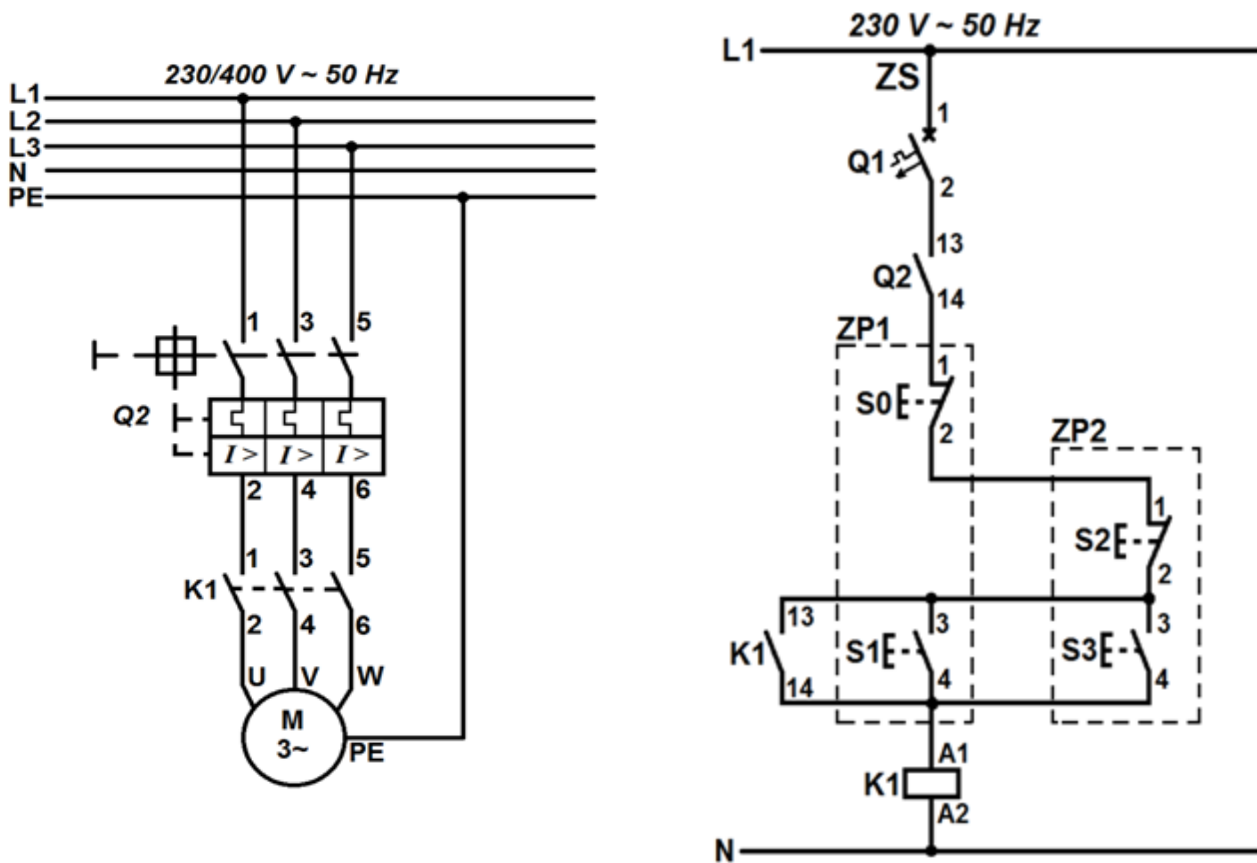 230/400 V ~ 50 Hz
L1
L2
L3
N
PE
1 3 5
Q2
I > I > I >
2 4 6
1 3 5
K1
2 4 6
U V W
M
3~
PE
230 V ~ 50 Hz
L1
ZS
1
Q1
2
13
Q2
14
ZP1
1
S0
2
ZP2
1
S2
2
13 3 3
K1 S1 S3
14 4 4
A1
K1
A2
N